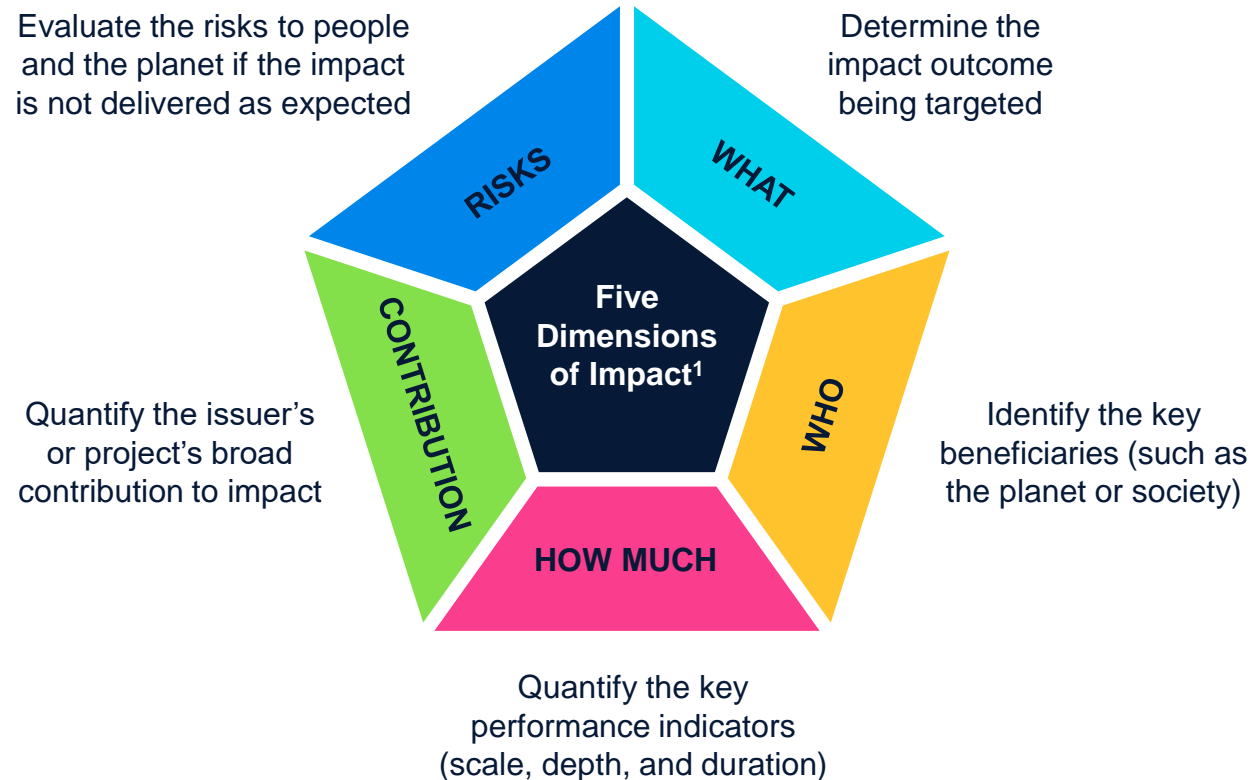 Evaluate the risks to people
and the planet if the impact
is not delivered as expected
Determine the
impact outcome
being targeted
RISKS
WHAT
Five
Dimensions
of Impact¹
CONTRIBUTION
WHO
Quantify the issuer’s
or project’s broad
contribution to impact
Identify the key
beneficiaries (such as
the planet or society)
HOW MUCH
Quantify the key
performance indicators
(scale, depth, and duration)